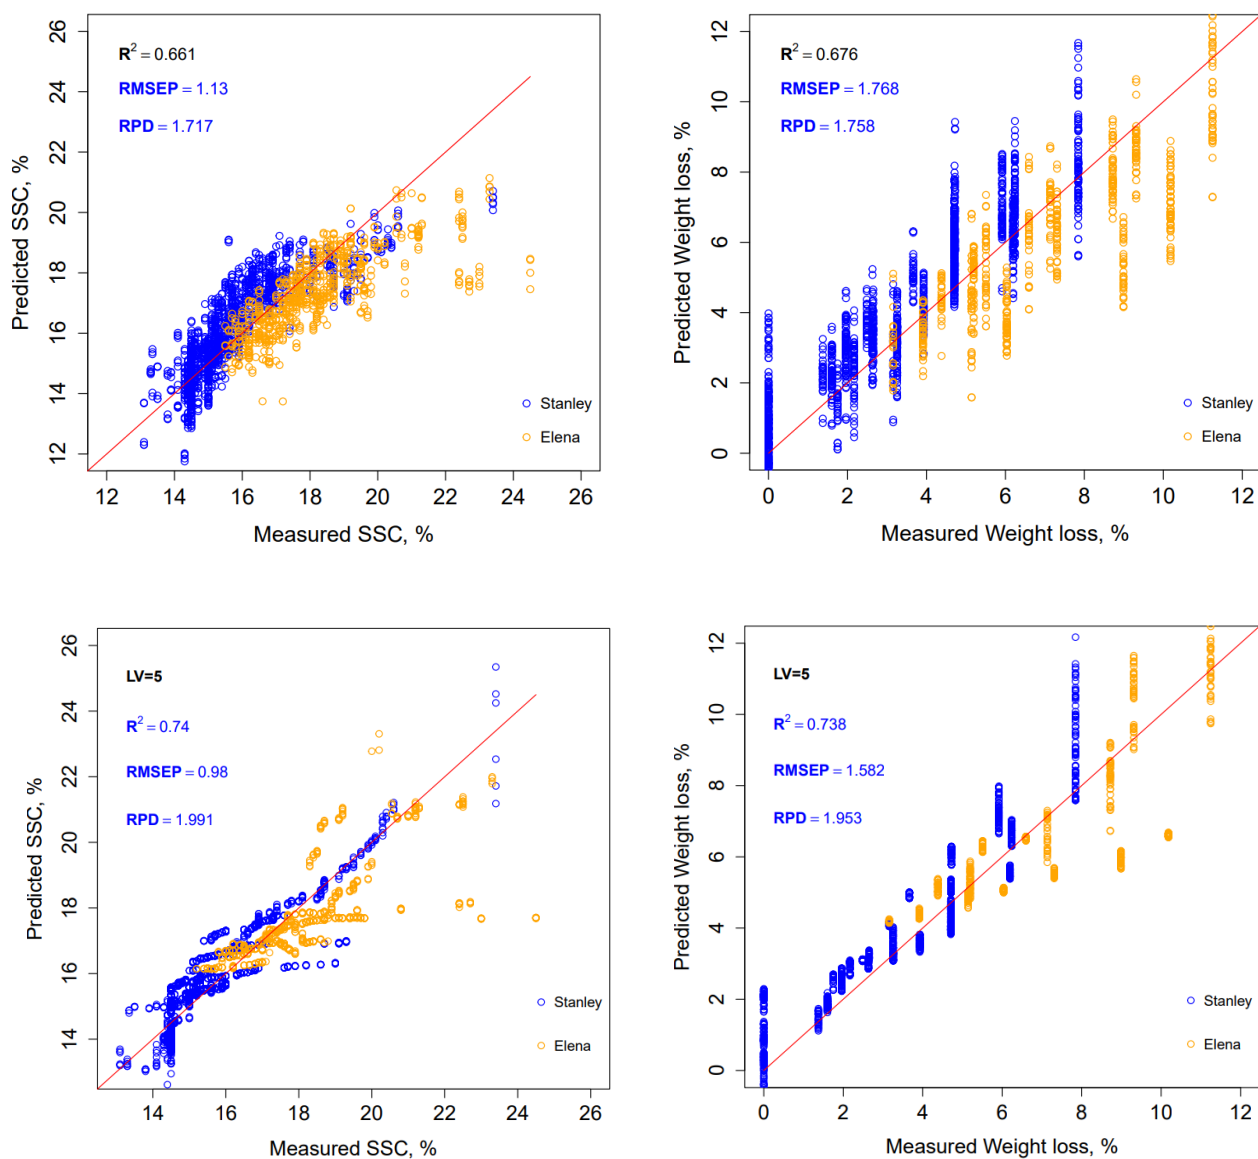 R² = 0.661
RMSEP = 1.13
RPD = 1.717
Predicted SSC, %
26
24
22
20
18
16
14
12
12 14 16 18 20 22 24 26
Measured SSC, %
Stanley
Elena
R² = 0.676
RMSEP = 1.768
RPD = 1.758
Predicted Weight loss, %
12
10
8
6
4
2
0
0 2 4 6 8 10 12
Measured Weight loss, %
Stanley
Elena
LV=5
R² = 0.74
RMSEP = 0.98
RPD = 1.991
Predicted SSC, %
26
24
22
20
18
16
14
14 16 18 20 22 24 26
Measured SSC, %
Stanley
Elena
LV=5
R² = 0.738
RMSEP = 1.582
RPD = 1.953
Predicted Weight loss, %
12
10
8
6
4
2
0
0 2 4 6 8 10 12
Measured Weight loss, %
Stanley
Elena